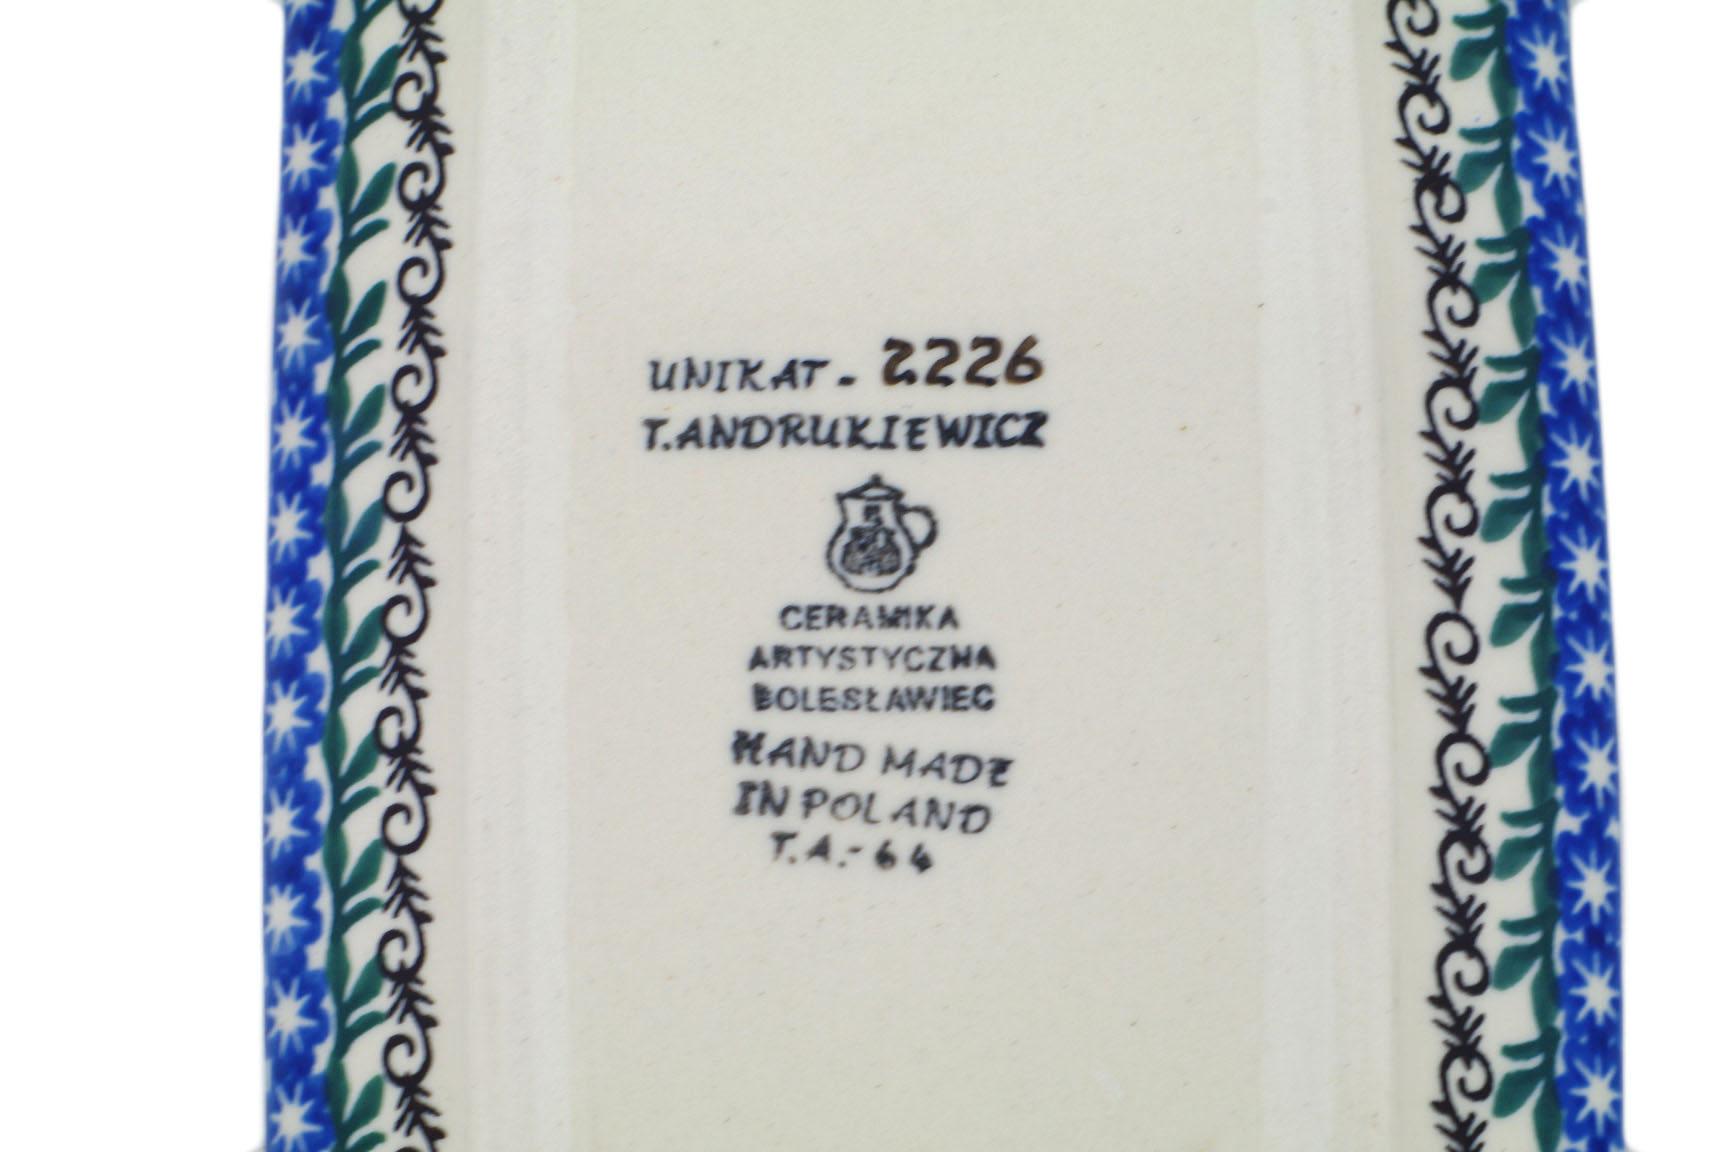 UNIKAT - 2226
T.ANDRUKIEWICZ
CERAMIKA
ARTYSTYCZNA
BOLESŁAWIEC
HAND MADE
IN POLAND
T.A.-64